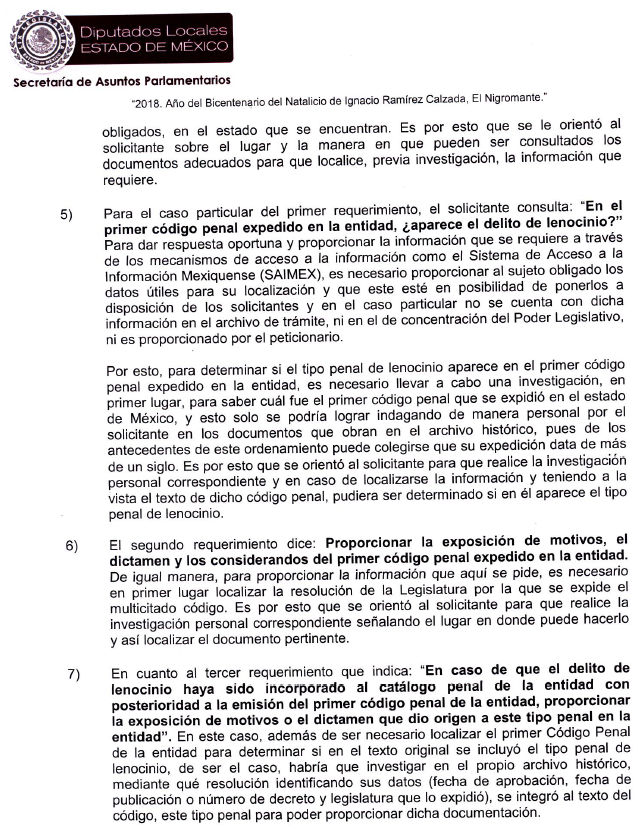 Diputados Locales
ESTADO DE MÉXICO
Secretaría de Asuntos Parlamentarios
"2018. Año del Bicentenario del Natalicio de Ignacio Ramírez Calzada, El Nigromante."
obligados, en el estado que se encuentran. Es por esto que se le orientó al
solicitante sobre el lugar y la manera en que pueden ser consultados los
documentos adecuados para que localice, previa investigación, la información que
requiere.
5) Para el caso particular del primer requerimiento, el solicitante consulta: "En el
primer código penal expedido en la entidad, ¿aparece el delito de lenocinio?"
Para dar respuesta oportuna y proporcionar la información que se requiere a través
de los mecanismos de acceso a la información como el Sistema de Acceso a la
Información Mexiquense (SAIMEX), es necesario proporcionar al sujeto obligado los
datos útiles para su localización y que este esté en posibilidad de ponerlos a
disposición de los solicitantes y en el caso particular no se cuenta con dicha
información en el archivo de trámite, ni en el de concentración del Poder Legislativo,
ni es proporcionado por el peticionario.
Por esto, para determinar si el tipo penal de lenocinio aparece en el primer código
penal expedido en la entidad, es necesario llevar a cabo una investigación, en
primer lugar, para saber cuál fue el primer código penal que se expidió en el estado
de México, y esto solo se podría lograr indagando de manera personal por el
solicitante en los documentos que obran en el archivo histórico, pues de los
antecedentes de este ordenamiento puede colegirse que su expedición data de más
de un siglo. Es por esto que se orientó al solicitante para que realice la investigación
personal correspondiente y en caso de localizarse la información y teniendo a la
vista el texto de dicho código penal, pudiera ser determinado si en él aparece el tipo
penal de lenocinio.
6) El segundo requerimiento dice: Proporcionar la exposición de motivos, el
dictamen y los considerandos del primer código penal expedido en la entidad.
De igual manera, para proporcionar la información que aquí se pide, es necesario
en primer lugar localizar la resolución de la Legislatura por la que se expide el
multicitado código. Es por esto que se orientó al solicitante para que realice la
investigación personal correspondiente señalando el lugar en donde puede hacerlo
y así localizar el documento pertinente.
7) En cuanto al tercer requerimiento que indica: "En caso de que el delito de
lenocinio haya sido incorporado al catálogo penal de la entidad con
posterioridad a la emisión del primer código penal de la entidad, proporcionar
la exposición de motivos o el dictamen que dio origen a este tipo penal en la
entidad". En este caso, además de ser necesario localizar el primer Código Penal
de la entidad para determinar si en el texto original se incluyó el tipo penal de
lenocinio, de ser el caso, habría que investigar en el propio archivo histórico,
mediante qué resolución identificando sus datos (fecha de aprobación, fecha de
publicación o número de decreto y legislatura que lo expidió), se integró al texto del
código, este tipo penal para poder proporcionar dicha documentación.